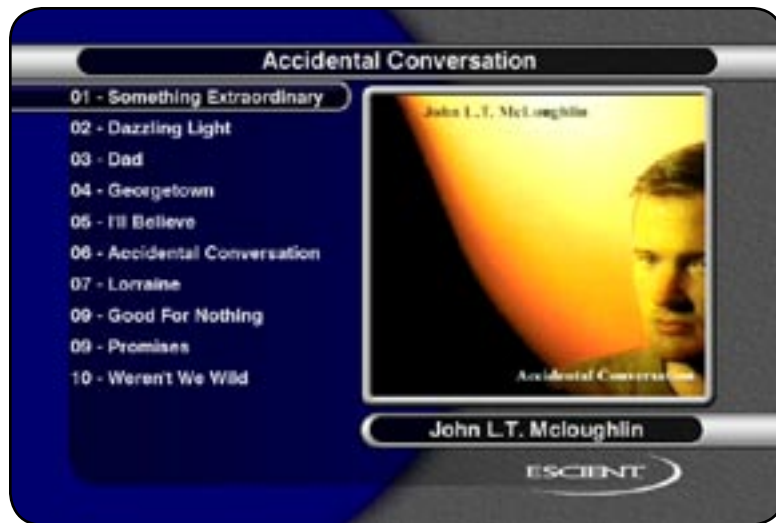 Accidental Conversation
01 - Something Extraordinary
02 - Dazzling Light
03 - Dad
04 - Georgetown
05 - I'll Believe
06 - Accidental Conversation
07 - Lorraine
09 - Good For Nothing
09 - Promises
10 - Weren't We Wild
John L.T. McLoughlin
Accidental Conversation
John L.T. Mcloughlin
ESCIENT